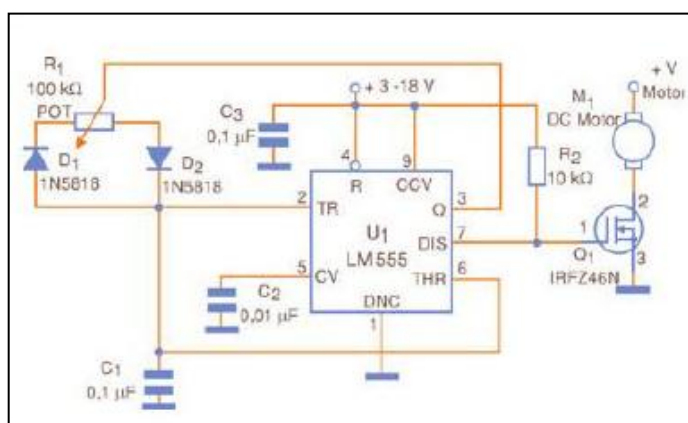 R1
100 kΩ
POT
D1
1N5818
D2
1N5818
C3
0,1 µF
+ 3 -18 V
4
9
R
CCV
2
TR
Q
3
U1
LM555
DIS
7
5
CV
THR
6
DNC
1
C2
0,01 µF
C1
0,1 µF
R2
10 kΩ
+ V
Motor
M1
DC Motor
2
1
3
Q1
IRFZ46N